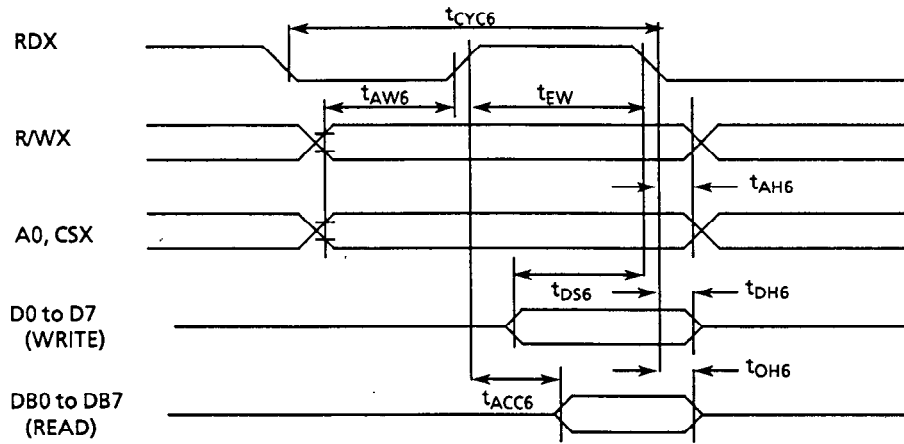 tCYC6
RDX
tAW6
tEW
R/WX
tAH6
A0, CSX
tDS6
tDH6
D0 to D7
(WRITE)
tOH6
tACC6
DB0 to DB7
(READ)